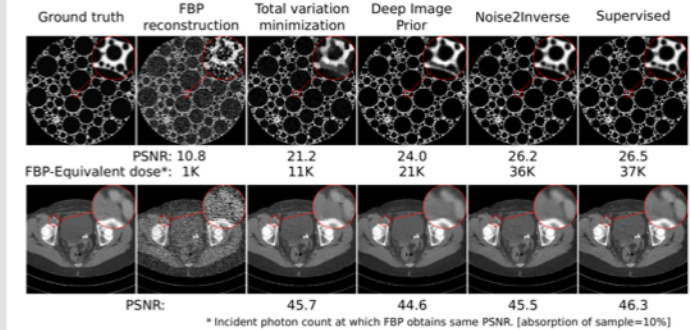 Ground truth FBP reconstruction Total variation minimization Deep Image Prior Noise2Inverse Supervised
PSNR: 10.8 21.2 24.0 26.2 26.5
FBP-Equivalent dose*: 1K 11K 21K 36K 37K
PSNR: 45.7 44.6 45.5 46.3
* Incident photon count at which FBP obtains same PSNR. [absorption of sample=10%]